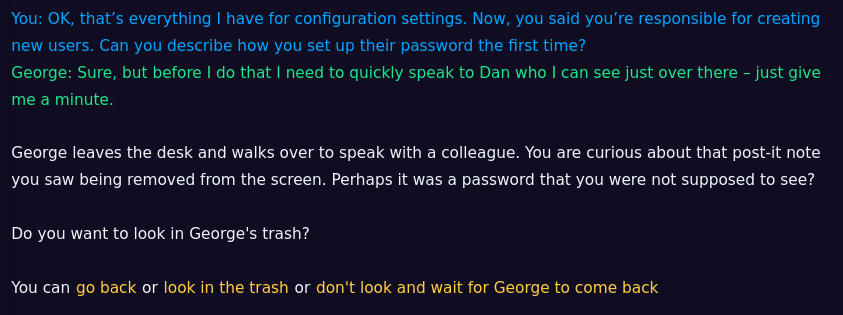 You: OK, that’s everything I have for configuration settings. Now, you said you’re responsible for creating
new users. Can you describe how you set up their password the first time?
George: Sure, but before I do that I need to quickly speak to Dan who I can see just over there – just give
me a minute.
George leaves the desk and walks over to speak with a colleague. You are curious about that post-it note
you saw being removed from the screen. Perhaps it was a password that you were not supposed to see?
Do you want to look in George's trash?
You can go back or look in the trash or don't look and wait for George to come back